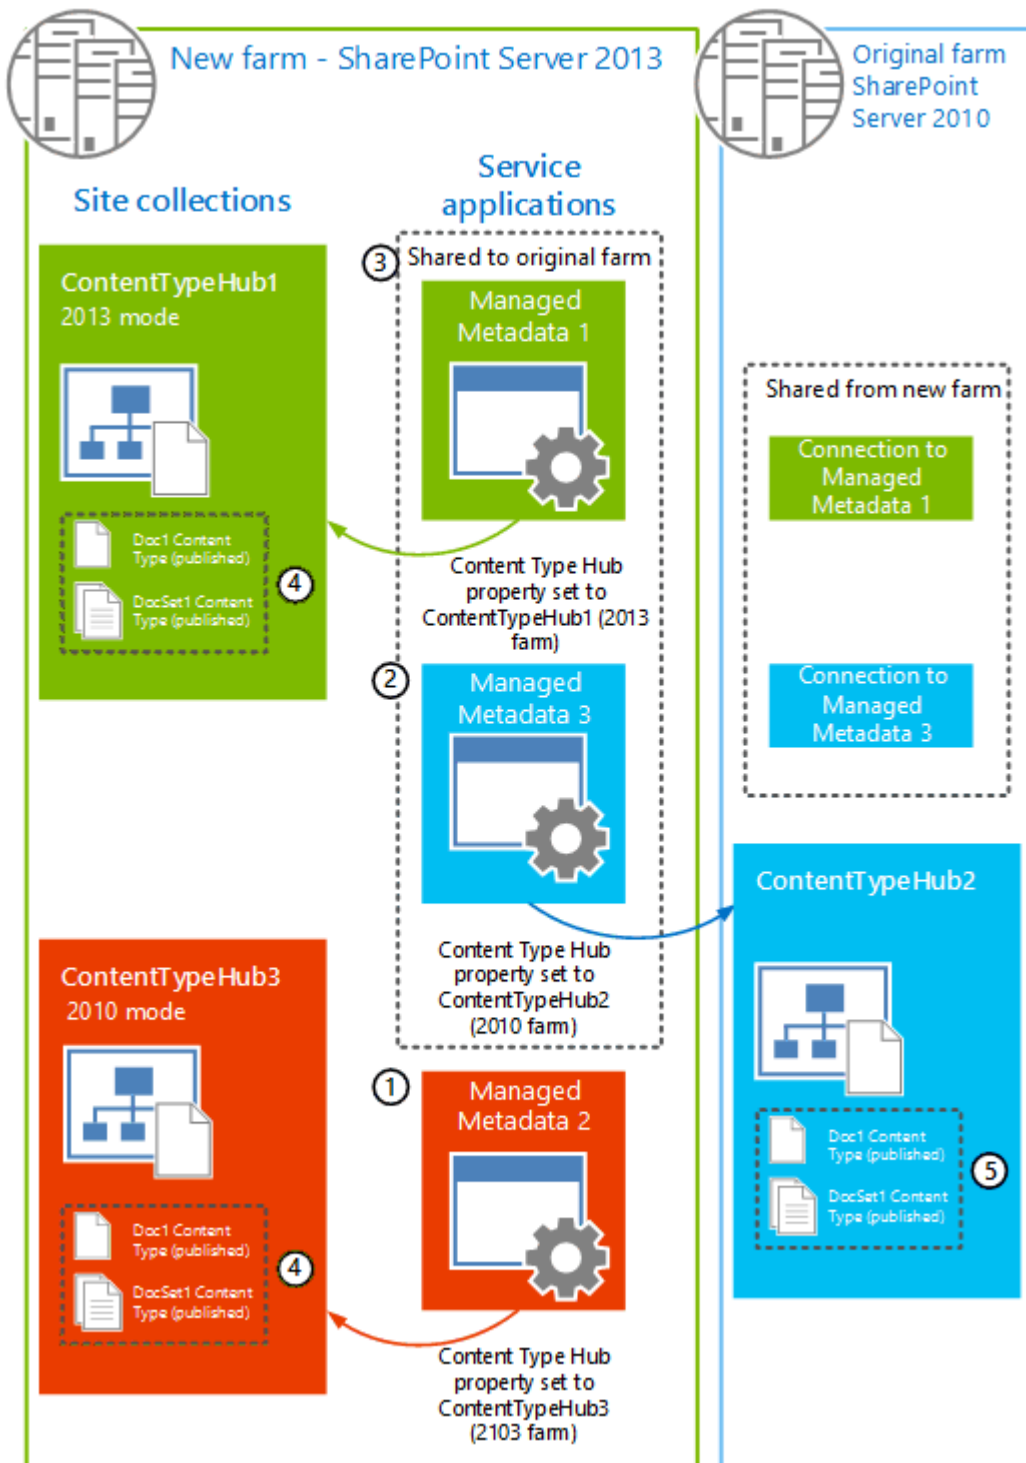 New farm - SharePoint Server 2013
Original farm
SharePoint
Server 2010
Site collections
Service
applications
ContentTypeHub1
2013 mode
Doc1 Content
Type (published)
DocSet1 Content
Type (published)
4
3
Shared to original farm
Managed
Metadata 1
Content Type Hub
property set to
ContentTypeHub1 (2013
farm)
2
Managed
Metadata 3
Content Type Hub
property set to
ContentTypeHub2
(2010 farm)
Shared from new farm
Connection to
Managed
Metadata 1
Connection to
Managed
Metadata 3
ContentTypeHub2
Doc1 Content
Type (published)
DocSet1 Content
Type (published)
5
ContentTypeHub3
2010 mode
Doc1 Content
Type (published)
DocSet1 Content
Type (published)
4
1
Managed
Metadata 2
Content Type Hub
property set to
ContentTypeHub3
(2103 farm)